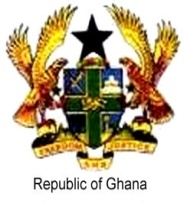 FREEDOM AND JUSTICE
Republic of Ghana